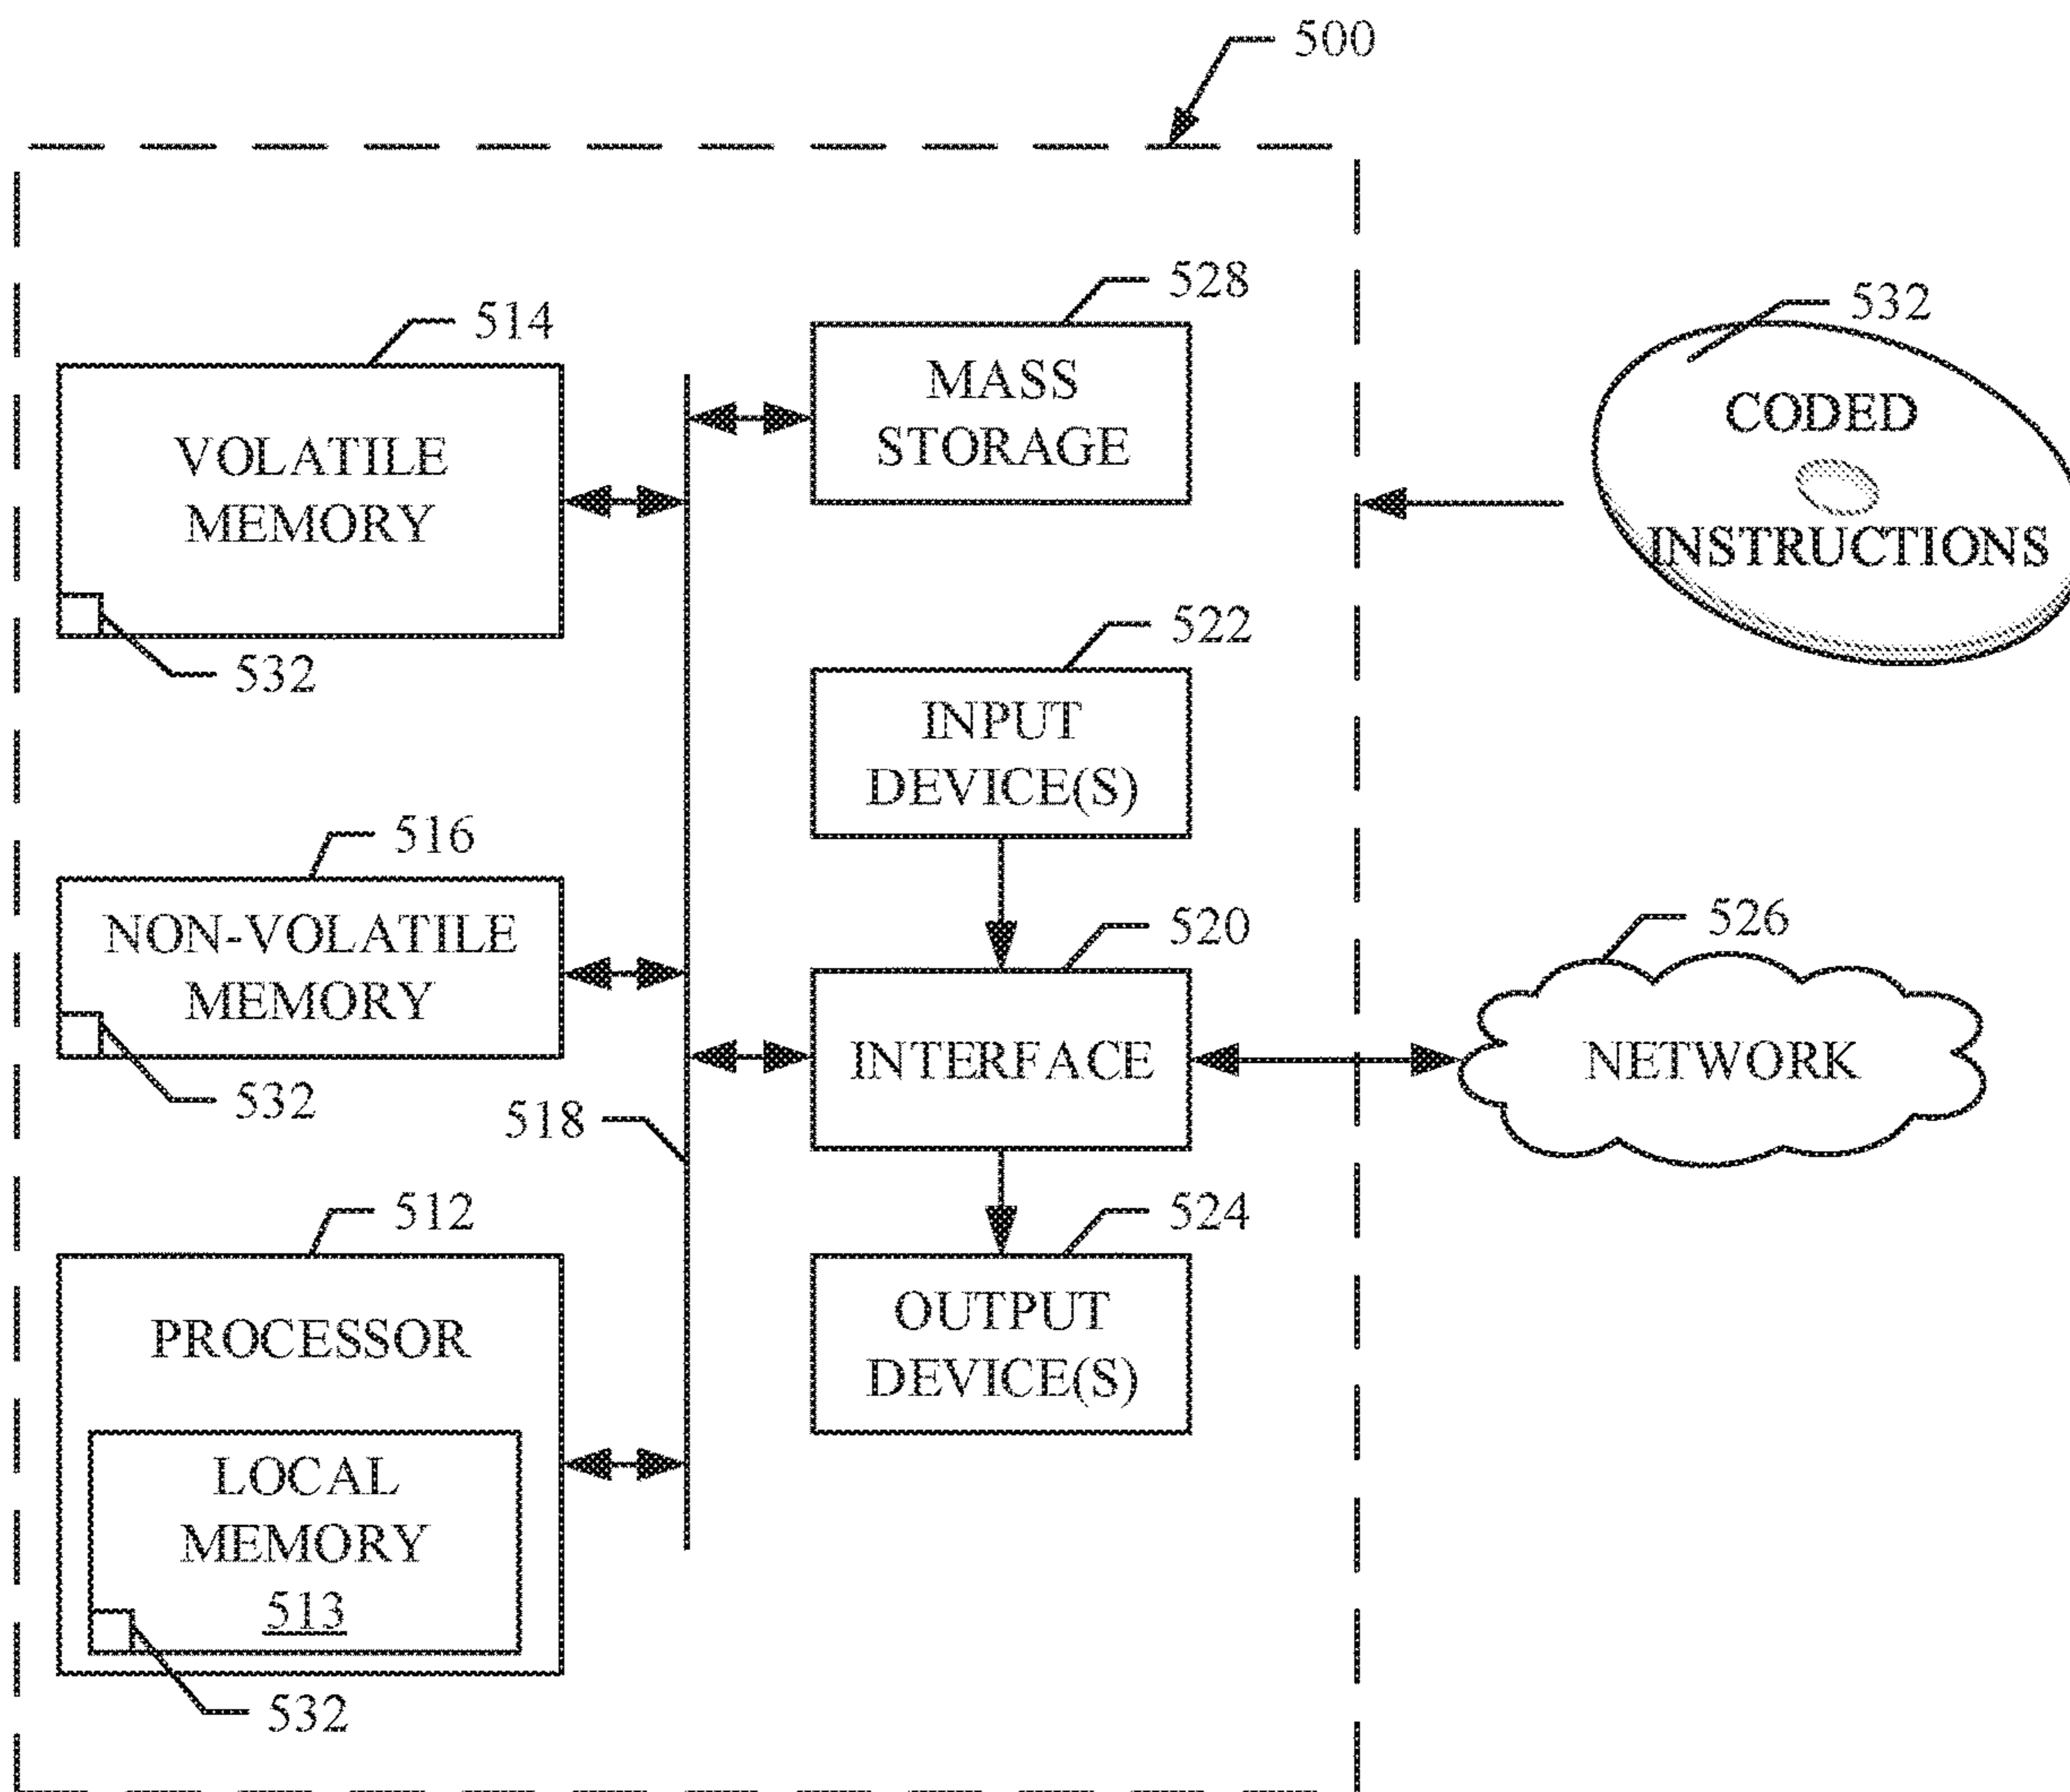 500
514
VOLATILE
MEMORY
532
528
MASS
STORAGE
532
CODED
INSTRUCTIONS
522
INPUT
DEVICE(S)
516
NON-VOLATILE
MEMORY
532
518
520
INTERFACE
526
NETWORK
512
PROCESSOR
LOCAL
MEMORY
513
532
524
OUTPUT
DEVICE(S)